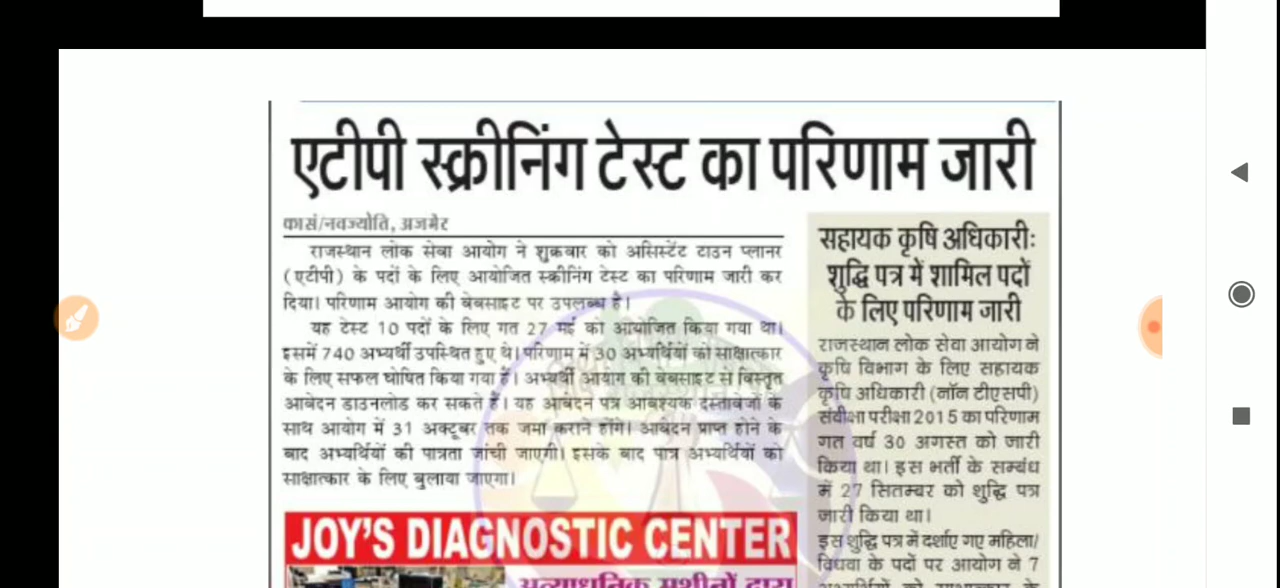 एटीपी स्क्रीनिंग टेस्ट का परिणाम जारी
कासं/नवज्योति, अजमेर
राजस्थान लोक सेवा आयोग ने शुक्रवार को असिस्टेंट टाउन प्लानर
(एटीपी) के पदों के लिए आयोजित स्क्रीनिंग टेस्ट का परिणाम जारी कर
दिया। परिणाम आयोग की वेबसाइट पर उपलब्ध है।
यह टेस्ट 10 पदों के लिए गत 27 मई को आयोजित किया गया था।
इसमें 740 अभ्यर्थी उपस्थित हुए थे। परिणाम में 30 अभ्यर्थियों को साक्षात्कार
के लिए सफल घोषित किया गया है। अभ्यर्थी आयोग की वेबसाइट से विस्तृत
आवेदन डाउनलोड कर सकते हैं। यह आवेदन पत्र आवश्यक दस्तावेजों के
साथ आयोग में 31 अक्टूबर तक जमा कराने होंगे। आवेदन प्राप्त होने के
बाद अभ्यर्थियों की पात्रता जांची जाएगी। इसके बाद पात्र अभ्यर्थियों को
साक्षात्कार के लिए बुलाया जाएगा।
JOY'S DIAGNOSTIC CENTER
अत्याधुनिक मशीनों द्वारा
सहायक कृषि अधिकारी:
शुद्धि पत्र में शामिल पदों
के लिए परिणाम जारी
राजस्थान लोक सेवा आयोग ने
कृषि विभाग के लिए सहायक
कृषि अधिकारी (नॉन टीएसपी)
संवीक्षा परीक्षा 2015 का परिणाम
गत वर्ष 30 अगस्त को जारी
किया था। इस भर्ती के सम्बंध
में 27 सितम्बर को शुद्धि पत्र
जारी किया था।
इस शुद्धि पत्र में दर्शाए गए महिला/
विधवा के पदों पर आयोग ने 7
अभ्यर्थियों को साक्षात्कार के